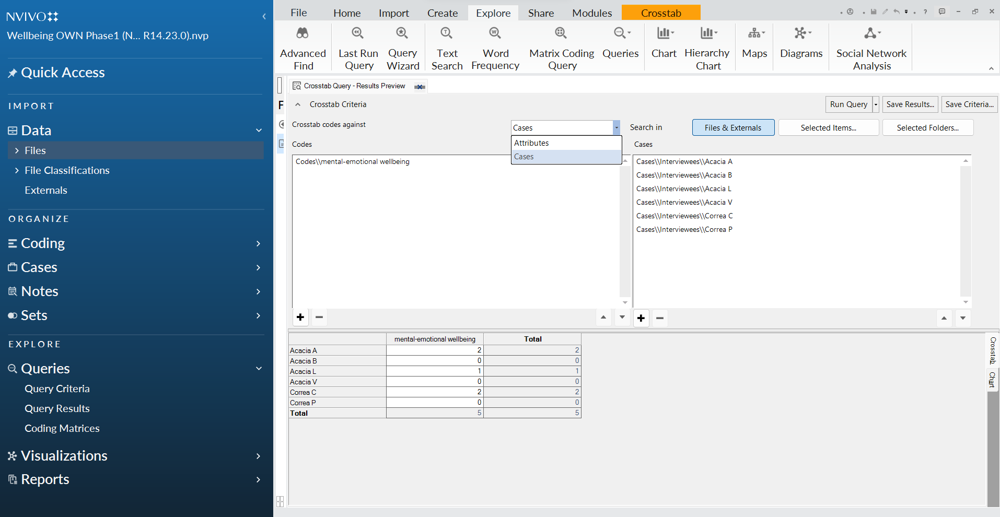 NVIVO
Wellbeing OWN Phase1 (N... R14.23.0).nvp
Quick Access
IMPORT
Data
Files
File Classifications
Externals
ORGANIZE
Coding
Cases
Notes
Sets
EXPLORE
Queries
Query Criteria
Query Results
Coding Matrices
Visualizations
Reports
File Home Import Create Explore Share Modules Crosstab
Advanced Find
Last Run Query
Query Wizard
Text Search
Word Frequency
Matrix Coding Query
Queries
Chart
Hierarchy Chart
Maps
Diagrams
Social Network Analysis
Crosstab Query - Results Preview
F
Crosstab Criteria
Run Query
Save Results...
Save Criteria...
Crosstab codes against
Cases
Attributes
Cases
Search in
Files & Externals
Selected Items...
Selected Folders...
Codes
Codes\\mental-emotional wellbeing
Cases
Cases\\Interviewees\\Acacia A
Cases\\Interviewees\\Acacia B
Cases\\Interviewees\\Acacia L
Cases\\Interviewees\\Acacia V
Cases\\Interviewees\\Correa C
Cases\\Interviewees\\Correa P
mental-emotional wellbeing Total
Acacia A 2 2
Acacia B 0 0
Acacia L 1 1
Acacia V 0 0
Correa C 2 2
Correa P 0 0
Total 5 5
Crosstab
Chart